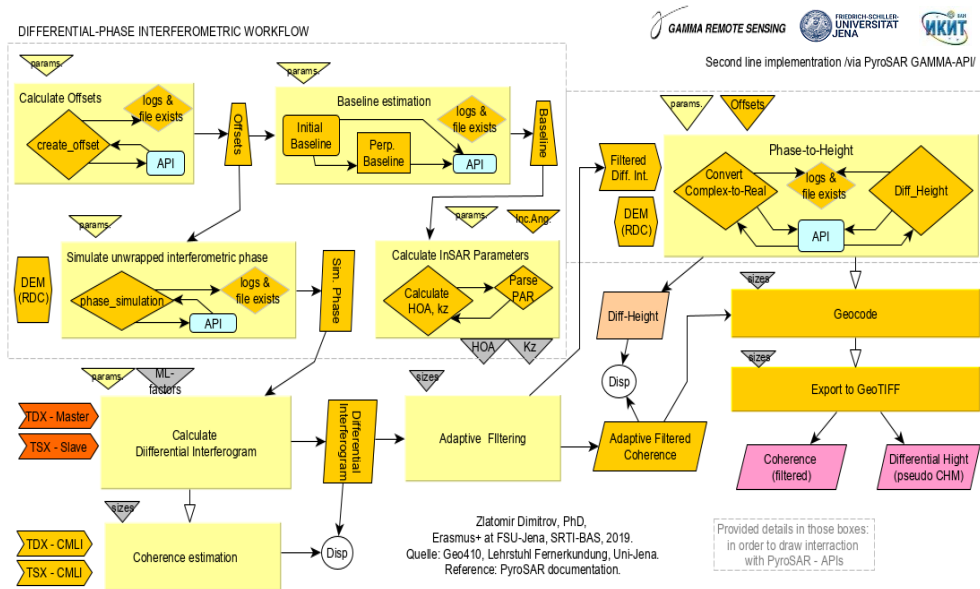 DIFFERENTIAL-PHASE INTERFEROMETRIC WORKFLOW
GAMMA REMOTE SENSING
FRIEDRICH-SCHILLER-
UNIVERSITÄT
JENA
ИКИТ
Second line implementation /via PyroSAR GAMMA-API/
params.
Calculate Offsets
logs &
file exists
create_offset
API
Offsets
params.
Baseline estimation
logs &
file exists
Initial
Baseline
Perp.
Baseline
API
Baseline
params.
Offsets
Phase-to-Height
Filtered
Diff. Int.
DEM
(RDC)
Convert
Complex-to-Real
logs &
file exists
Diff_Height
API
params.
Simulate unwrapped interferometric phase
DEM
(RDC)
phase_simulation
logs &
file exists
API
Sim. Phase
params.
Inc.Ang.
Calculate InSAR Parameters
Calculate
HOA, kz
Parse
PAR
HOA
Kz
Diff-Height
Disp
sizes
Geocode
sizes
Export to GeoTIFF
Coherence
(filtered)
Differential Hight
(pseudo CHM)
params.
ML-
factors
TDX - Master
TSX - Slave
Calculate
Differential Interfogram
Differential
Interferogram
sizes
Adaptive FIltering
Adaptive Filtered
Coherence
sizes
TDX - CMLI
TSX - CMLI
Coherence estimation
Disp
Zlatomir Dimitrov, PhD,
Erasmus+ at FSU-Jena, SRTI-BAS, 2019.
Quelle: Geo410, Lehrstuhl Fernerkundung, Uni-Jena.
Reference: PyroSAR documentation.
Provided details in those boxes:
in order to draw interraction
with PyroSAR - APIs